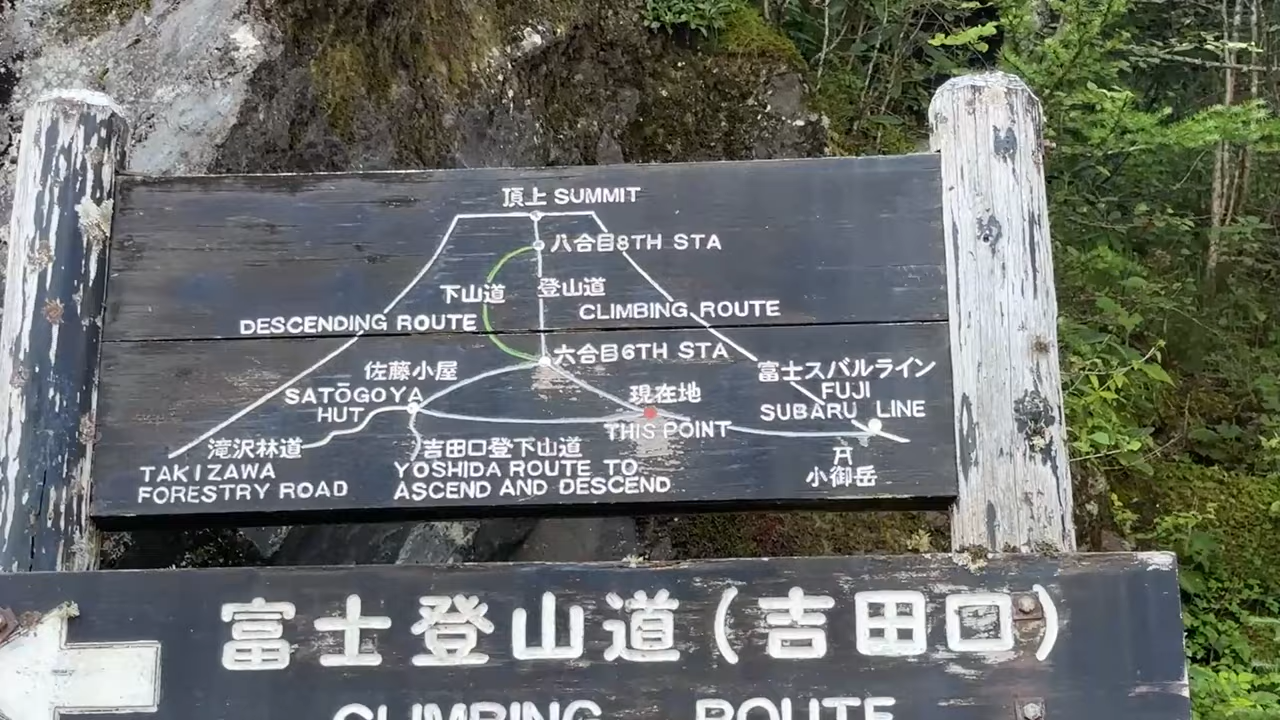 頂上 SUMMIT
八合目8TH STA
下山道
登山道
DESCENDING ROUTE
CLIMBING ROUTE
六合目6TH STA
佐藤小屋
SATŌGOYA
HUT
現在地
THIS POINT
富士スバルライン
FUJI
SUBARU LINE
滝沢林道
TAKIZAWA
FORESTRY ROAD
吉田口登下山道
YOSHIDA ROUTE TO
ASCEND AND DESCEND
小御岳
富士登山道(吉田口)
CLIMBING ROUTE